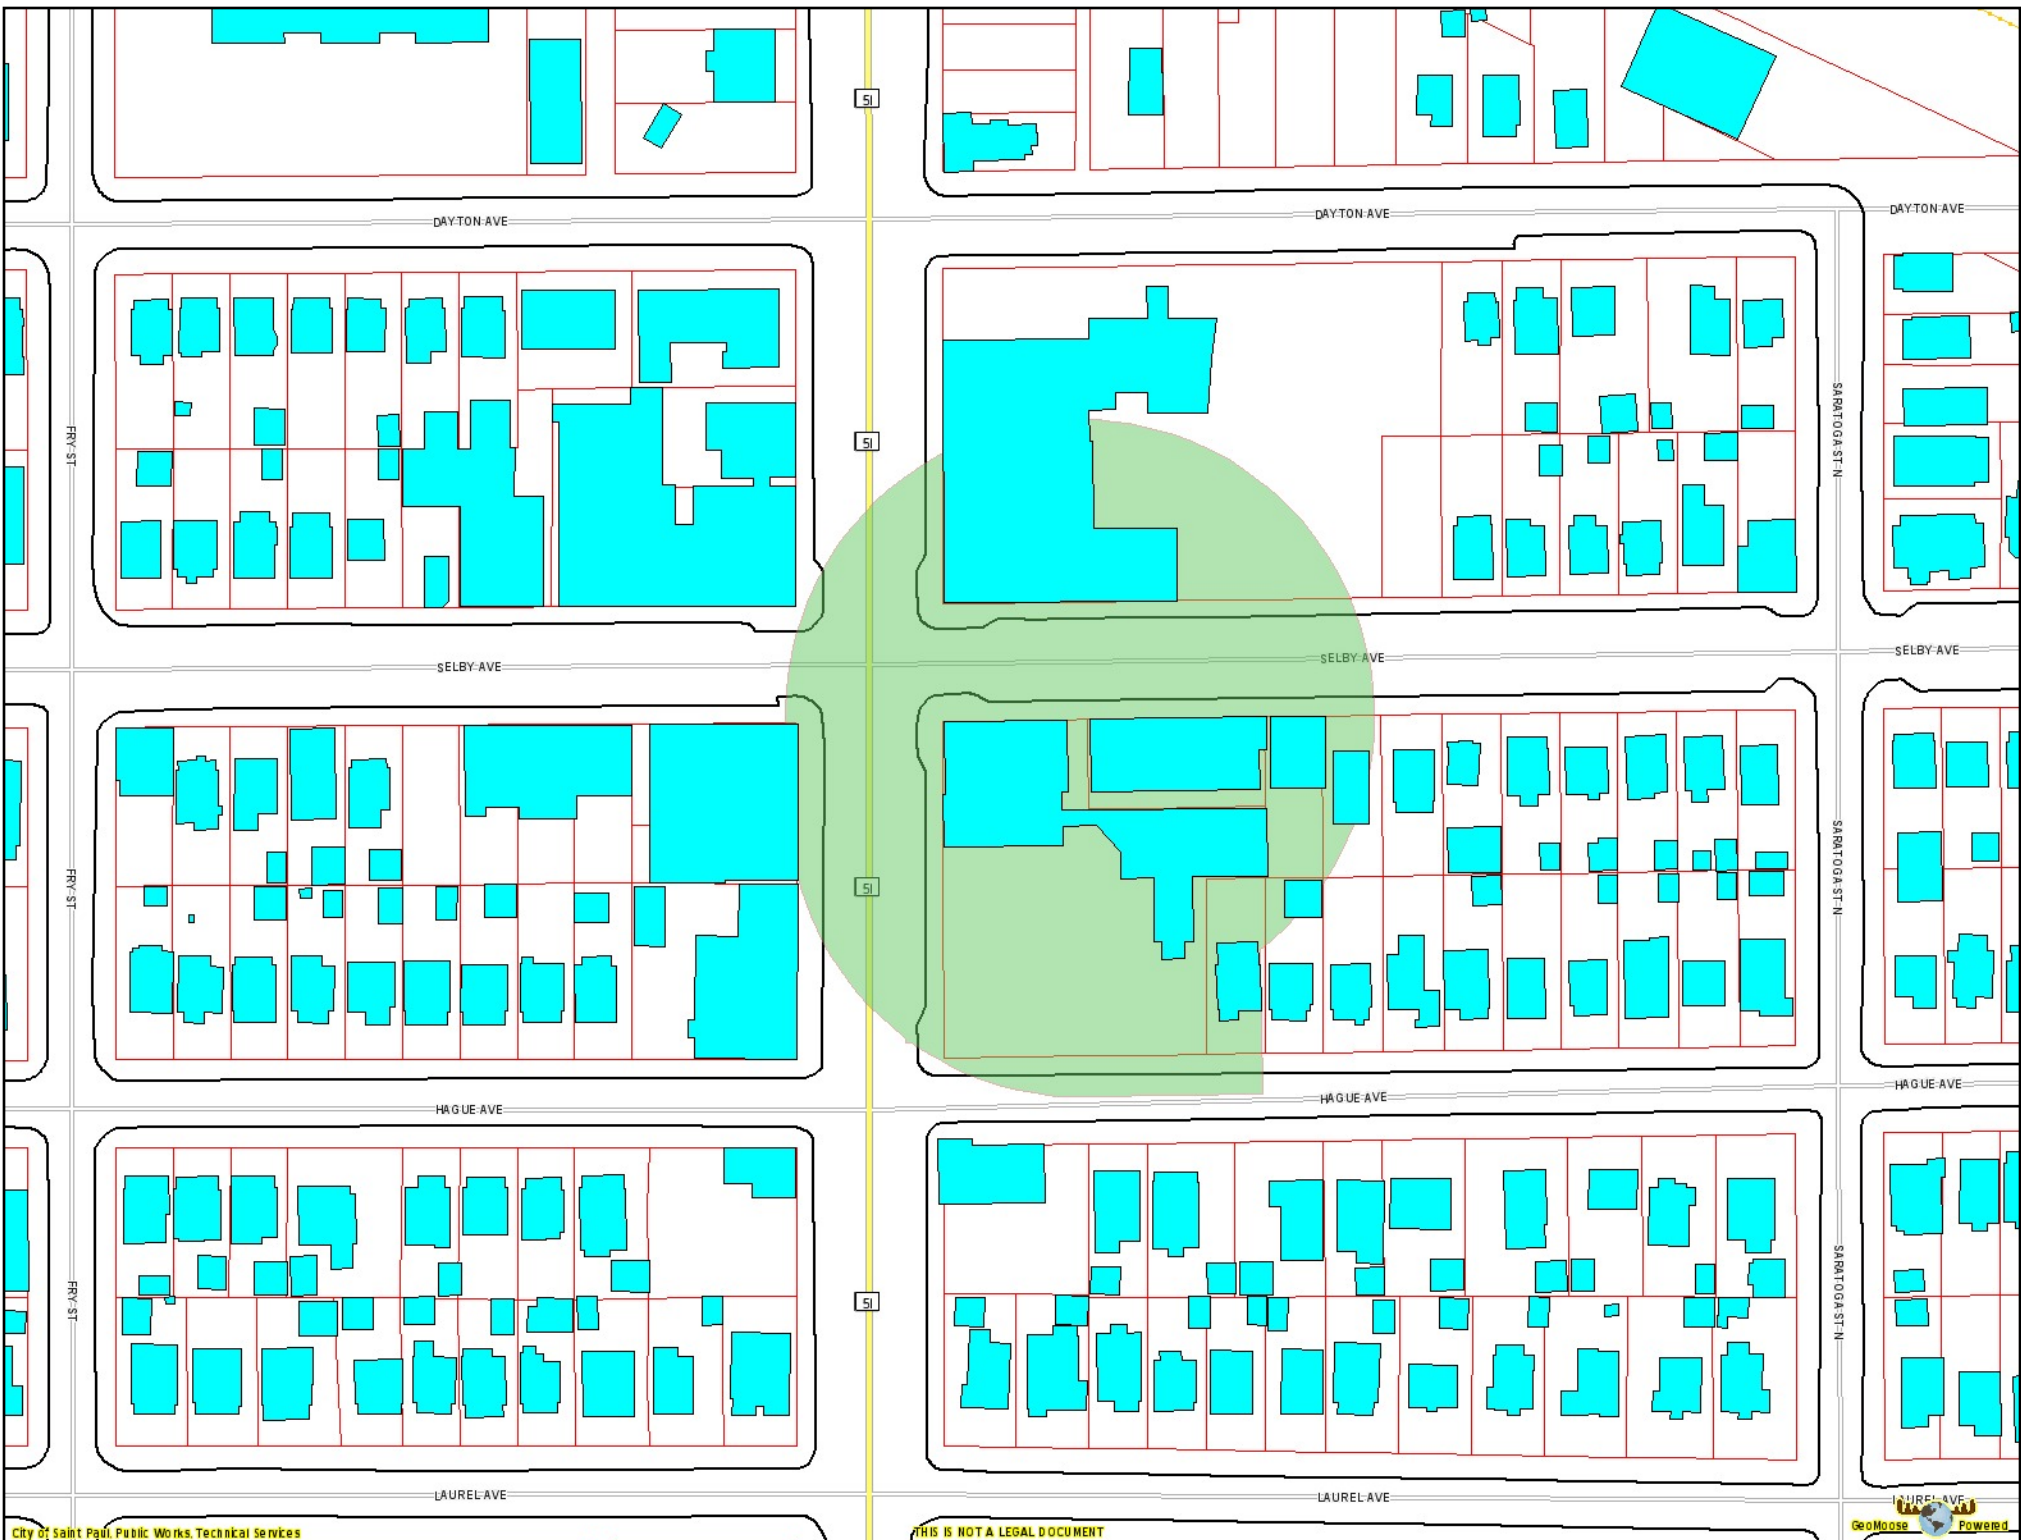 51
DAYTON AVE
DAYTON AVE
DAYTON AVE
FRY ST
51
SARATOGA ST N
SELBY AVE
SELBY AVE
SELBY AVE
FRY ST
51
SARATOGA ST N
HAGUE AVE
HAGUE AVE
HAGUE AVE
FRY ST
51
SARATOGA ST N
LAUREL AVE
LAUREL AVE
LAUREL AVE
City of Saint Paul, Public Works, Technical Services
THIS IS NOT A LEGAL DOCUMENT
GeoMoose Powered